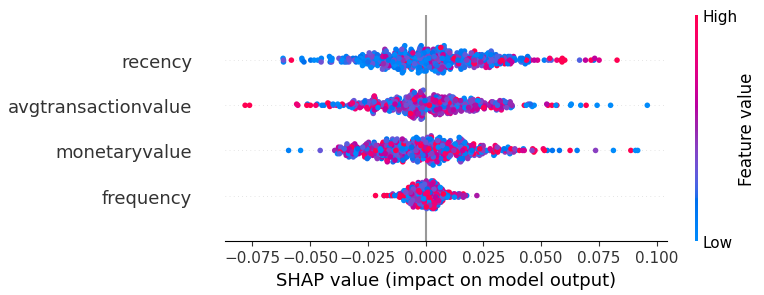 High
recency
avgtransactionvalue
monetaryvalue
frequency
Feature value
Low
−0.075 −0.050 −0.025 0.000 0.025 0.050 0.075 0.100
SHAP value (impact on model output)